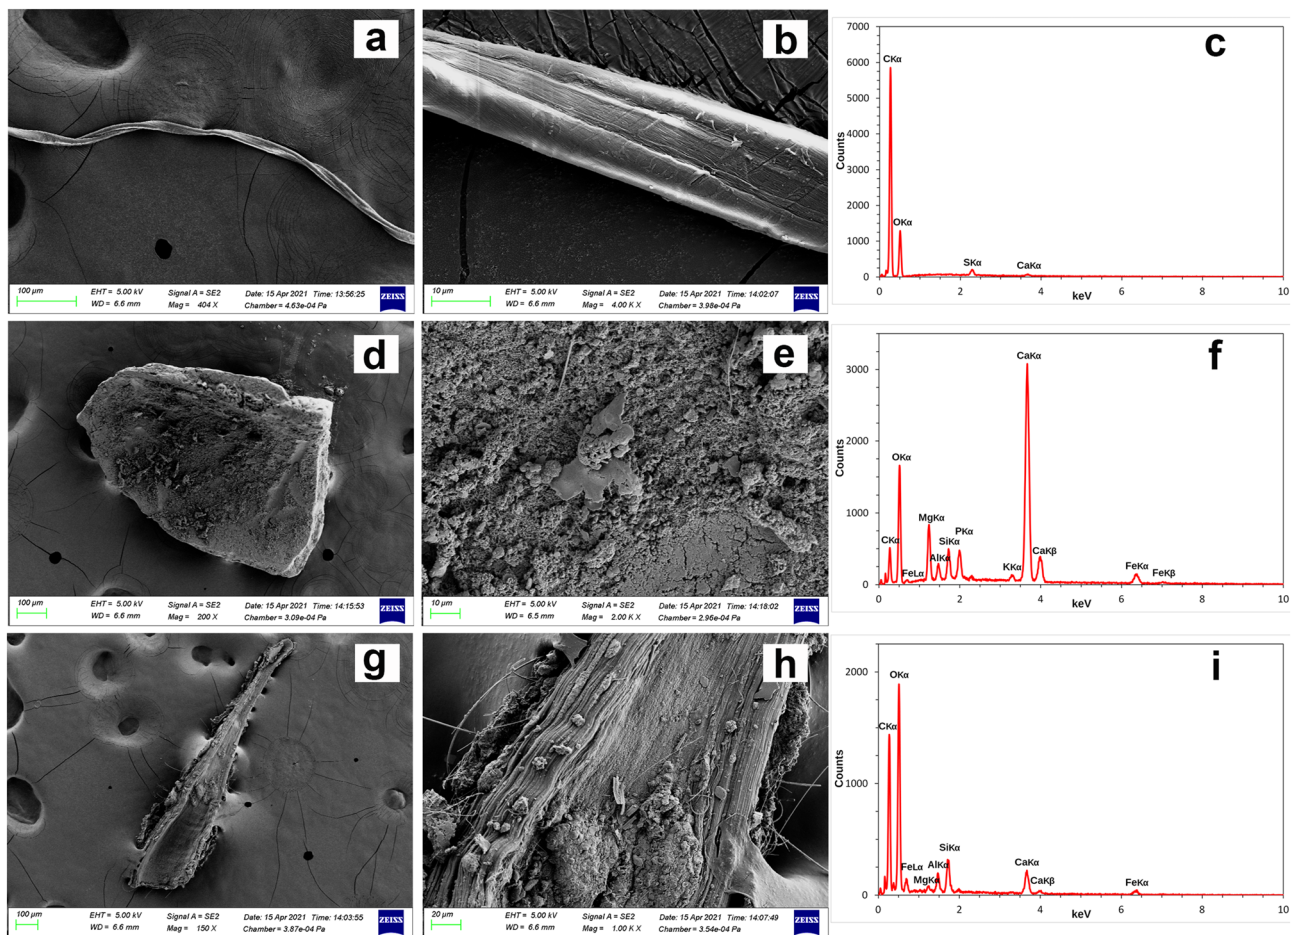 a
100 µm
EHT = 5.00 kV
WD = 6.6 mm
Signal A = SE2
Mag = 404 X
Date: 15 Apr 2021 Time: 13:56:25
Chamber = 4.63e-04 Pa
ZEISS
b
10 µm
EHT = 5.00 kV
WD = 6.6 mm
Signal A = SE2
Mag = 4.00 K X
Date: 15 Apr 2021 Time: 14:02:07
Chamber = 3.98e-04 Pa
ZEISS
c
7000
6000
5000
4000
3000
2000
1000
0
Counts
CKα
OKα
SKα
CaKα
0 2 4 6 8 10
keV
d
100 µm
EHT = 5.00 kV
WD = 6.6 mm
Signal A = SE2
Mag = 200 X
Date: 15 Apr 2021 Time: 14:15:53
Chamber = 3.09e-04 Pa
ZEISS
e
10 µm
EHT = 5.00 kV
WD = 6.5 mm
Signal A = SE2
Mag = 2.00 K X
Date: 15 Apr 2021 Time: 14:18:02
Chamber = 2.96e-04 Pa
ZEISS
f
3000
2000
1000
0
Counts
CKα
OKα
FeLα
MgKα
AlKα
SiKα
PKα
KKα
CaKα
CaKβ
FeKα
FeKβ
0 2 4 6 8 10
keV
g
100 µm
EHT = 5.00 kV
WD = 6.6 mm
Signal A = SE2
Mag = 150 X
Date: 15 Apr 2021 Time: 14:03:55
Chamber = 3.87e-04 Pa
ZEISS
h
20 µm
EHT = 5.00 kV
WD = 6.6 mm
Signal A = SE2
Mag = 1.00 K X
Date: 15 Apr 2021 Time: 14:07:49
Chamber = 3.54e-04 Pa
ZEISS
i
2000
1000
0
Counts
CKα
OKα
FeLα
MgKα
AlKα
SiKα
CaKα
CaKβ
FeKα
0 2 4 6 8 10
keV